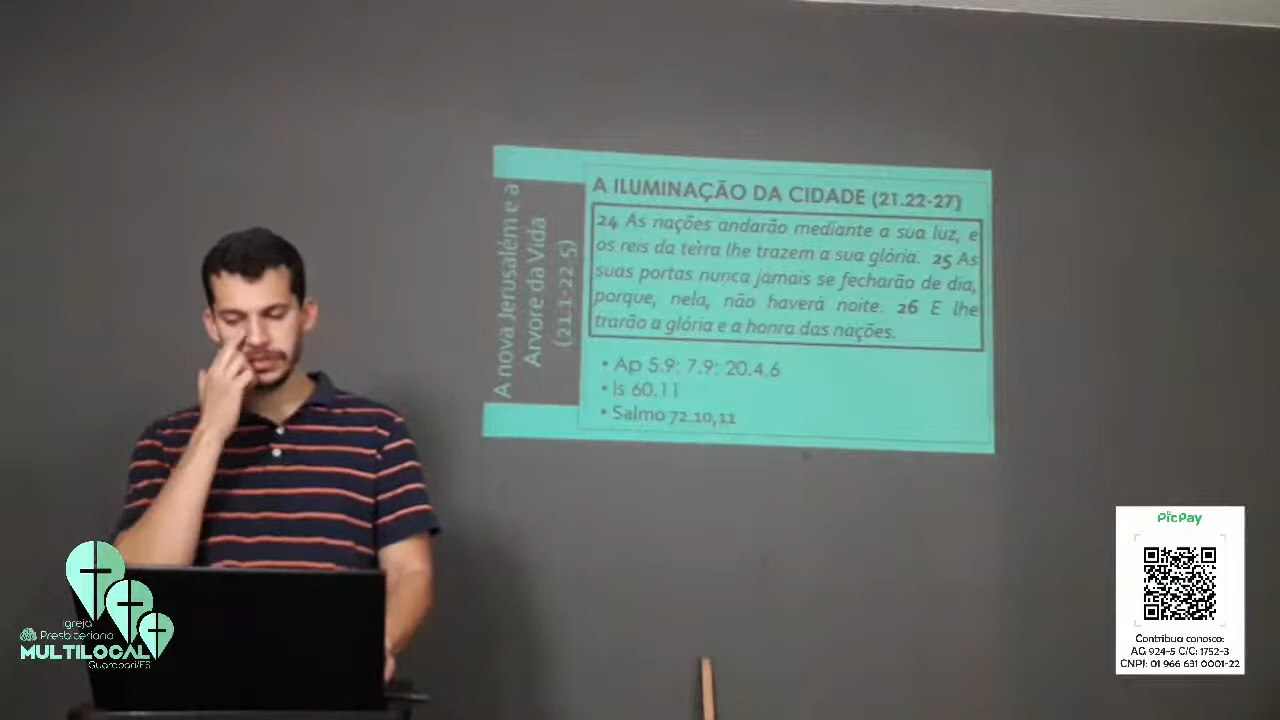 A nova Jerusalém e a
Arvore da Vida
(21.1-22.5)
A ILUMINAÇÃO DA CIDADE (21.22-27)
24 As nações andarão mediante a sua luz, e
os reis da terra lhe trazem a sua glória. 25 As
suas portas nunca jamais se fecharão de dia,
porque, nela, não haverá noite. 26 E lhe
trarão a glória e a honra das nações.
• Ap 5.9; 7.9; 20.4,6
• Is 60.11
• Salmo 72.10,11
Igreja
Presbiteriana
MULTILOCAL
Guarapari/ES
PicPay
Contribua conosco:
AG 924-5 C/C: 1752-3
CNPJ: 01 966 631 0001-22